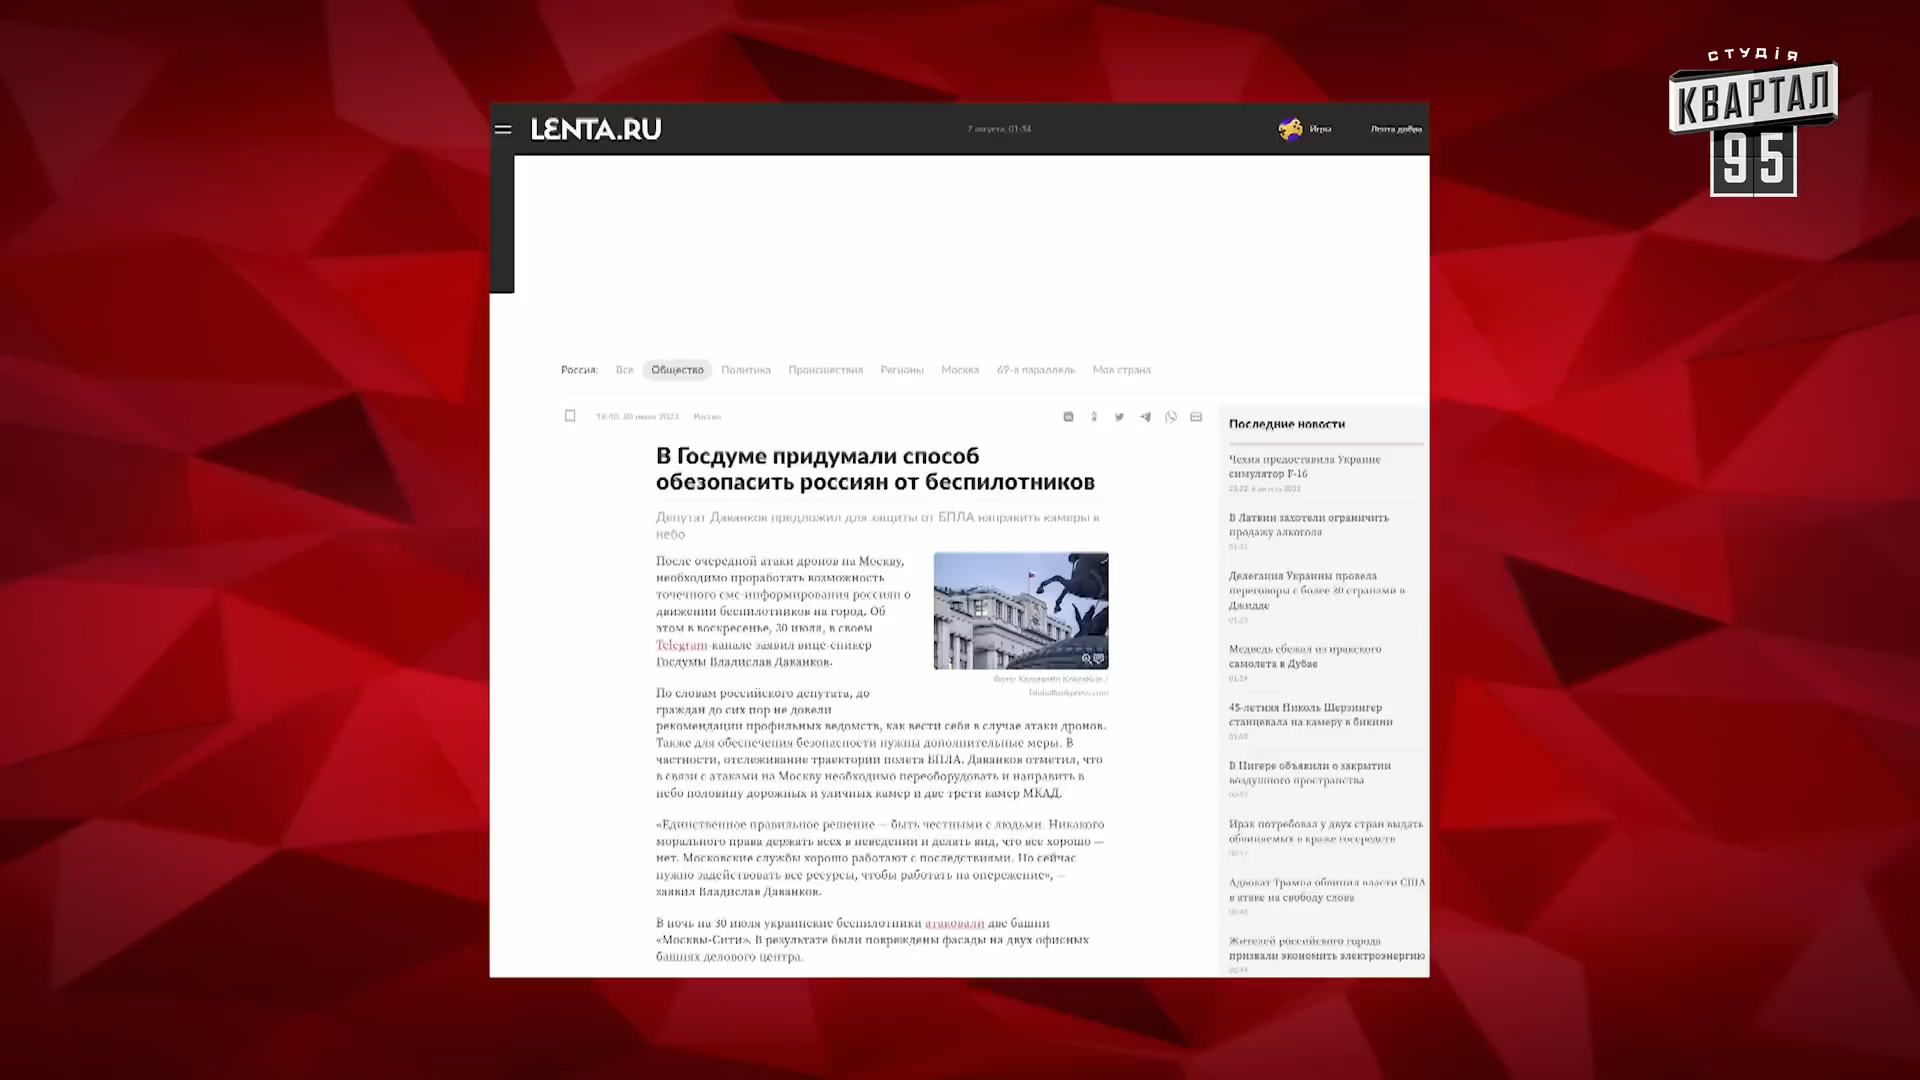 СТУДІЯ
КВАРТАЛ
95
LENTA.RU
7 августа, 01:34
Игры
Лента добра
Россия:
Все
Общество
Политика
Происшествия
Регионы
Москва
69-я параллель
Моя страна
18:40, 30 июля 2023
Россия
В Госдуме придумали способ
обезопасить россиян от беспилотников
Депутат Даванков предложил для защиты от БПЛА направить камеры в
небо
После очередной атаки дронов на Москву,
необходимо проработать возможность
точечного смс-информирования россиян о
движении беспилотников на город. Об
этом в воскресенье, 30 июля, в своем
Telegram-канале заявил вице-спикер
Госдумы Владислав Даванков.
Фото: Konstantin Kokoshkin /
Globallookpress.com
По словам российского депутата, до
граждан до сих пор не довели
рекомендации профильных ведомств, как вести себя в случае атаки дронов.
Также для обеспечения безопасности нужны дополнительные меры. В
частности, отслеживание траектории полета БПЛА. Даванков отметил, что
в связи с атаками на Москву необходимо переоборудовать и направить в
небо половину дорожных и уличных камер и две трети камер МКАД.
«Единственное правильное решение — быть честными с людьми. Никакого
морального права держать всех в неведении и делать вид, что все хорошо —
нет. Московские службы хорошо работают с последствиями. Но сейчас
нужно задействовать все ресурсы, чтобы работать на опережение», —
заявил Владислав Даванков.
В ночь на 30 июля украинские беспилотники атаковали две башни
«Москвы-Сити». В результате были повреждены фасады на двух офисных
башнях делового центра.
Последние новости
Чехия предоставила Украине
симулятор F-16
23:22, 6 августа 2023
В Латвии захотели ограничить
продажу алкоголя
01:31
Делегация Украины провела
переговоры с более 30 странами в
Джидде
01:23
Медведь сбежал из иракского
самолета в Дубае
01:19
45-летняя Николь Шерзингер
станцевала на камеру в бикини
01:08
В Нигере объявили о закрытии
воздушного пространства
00:59
Ирак потребовал у двух стран выдать
обвиняемых в краже госсредств
00:57
Адвокат Трампа обвинил власти США
в атаке на свободу слова
00:48
Жителей российского города
призвали экономить электроэнергию
00:44